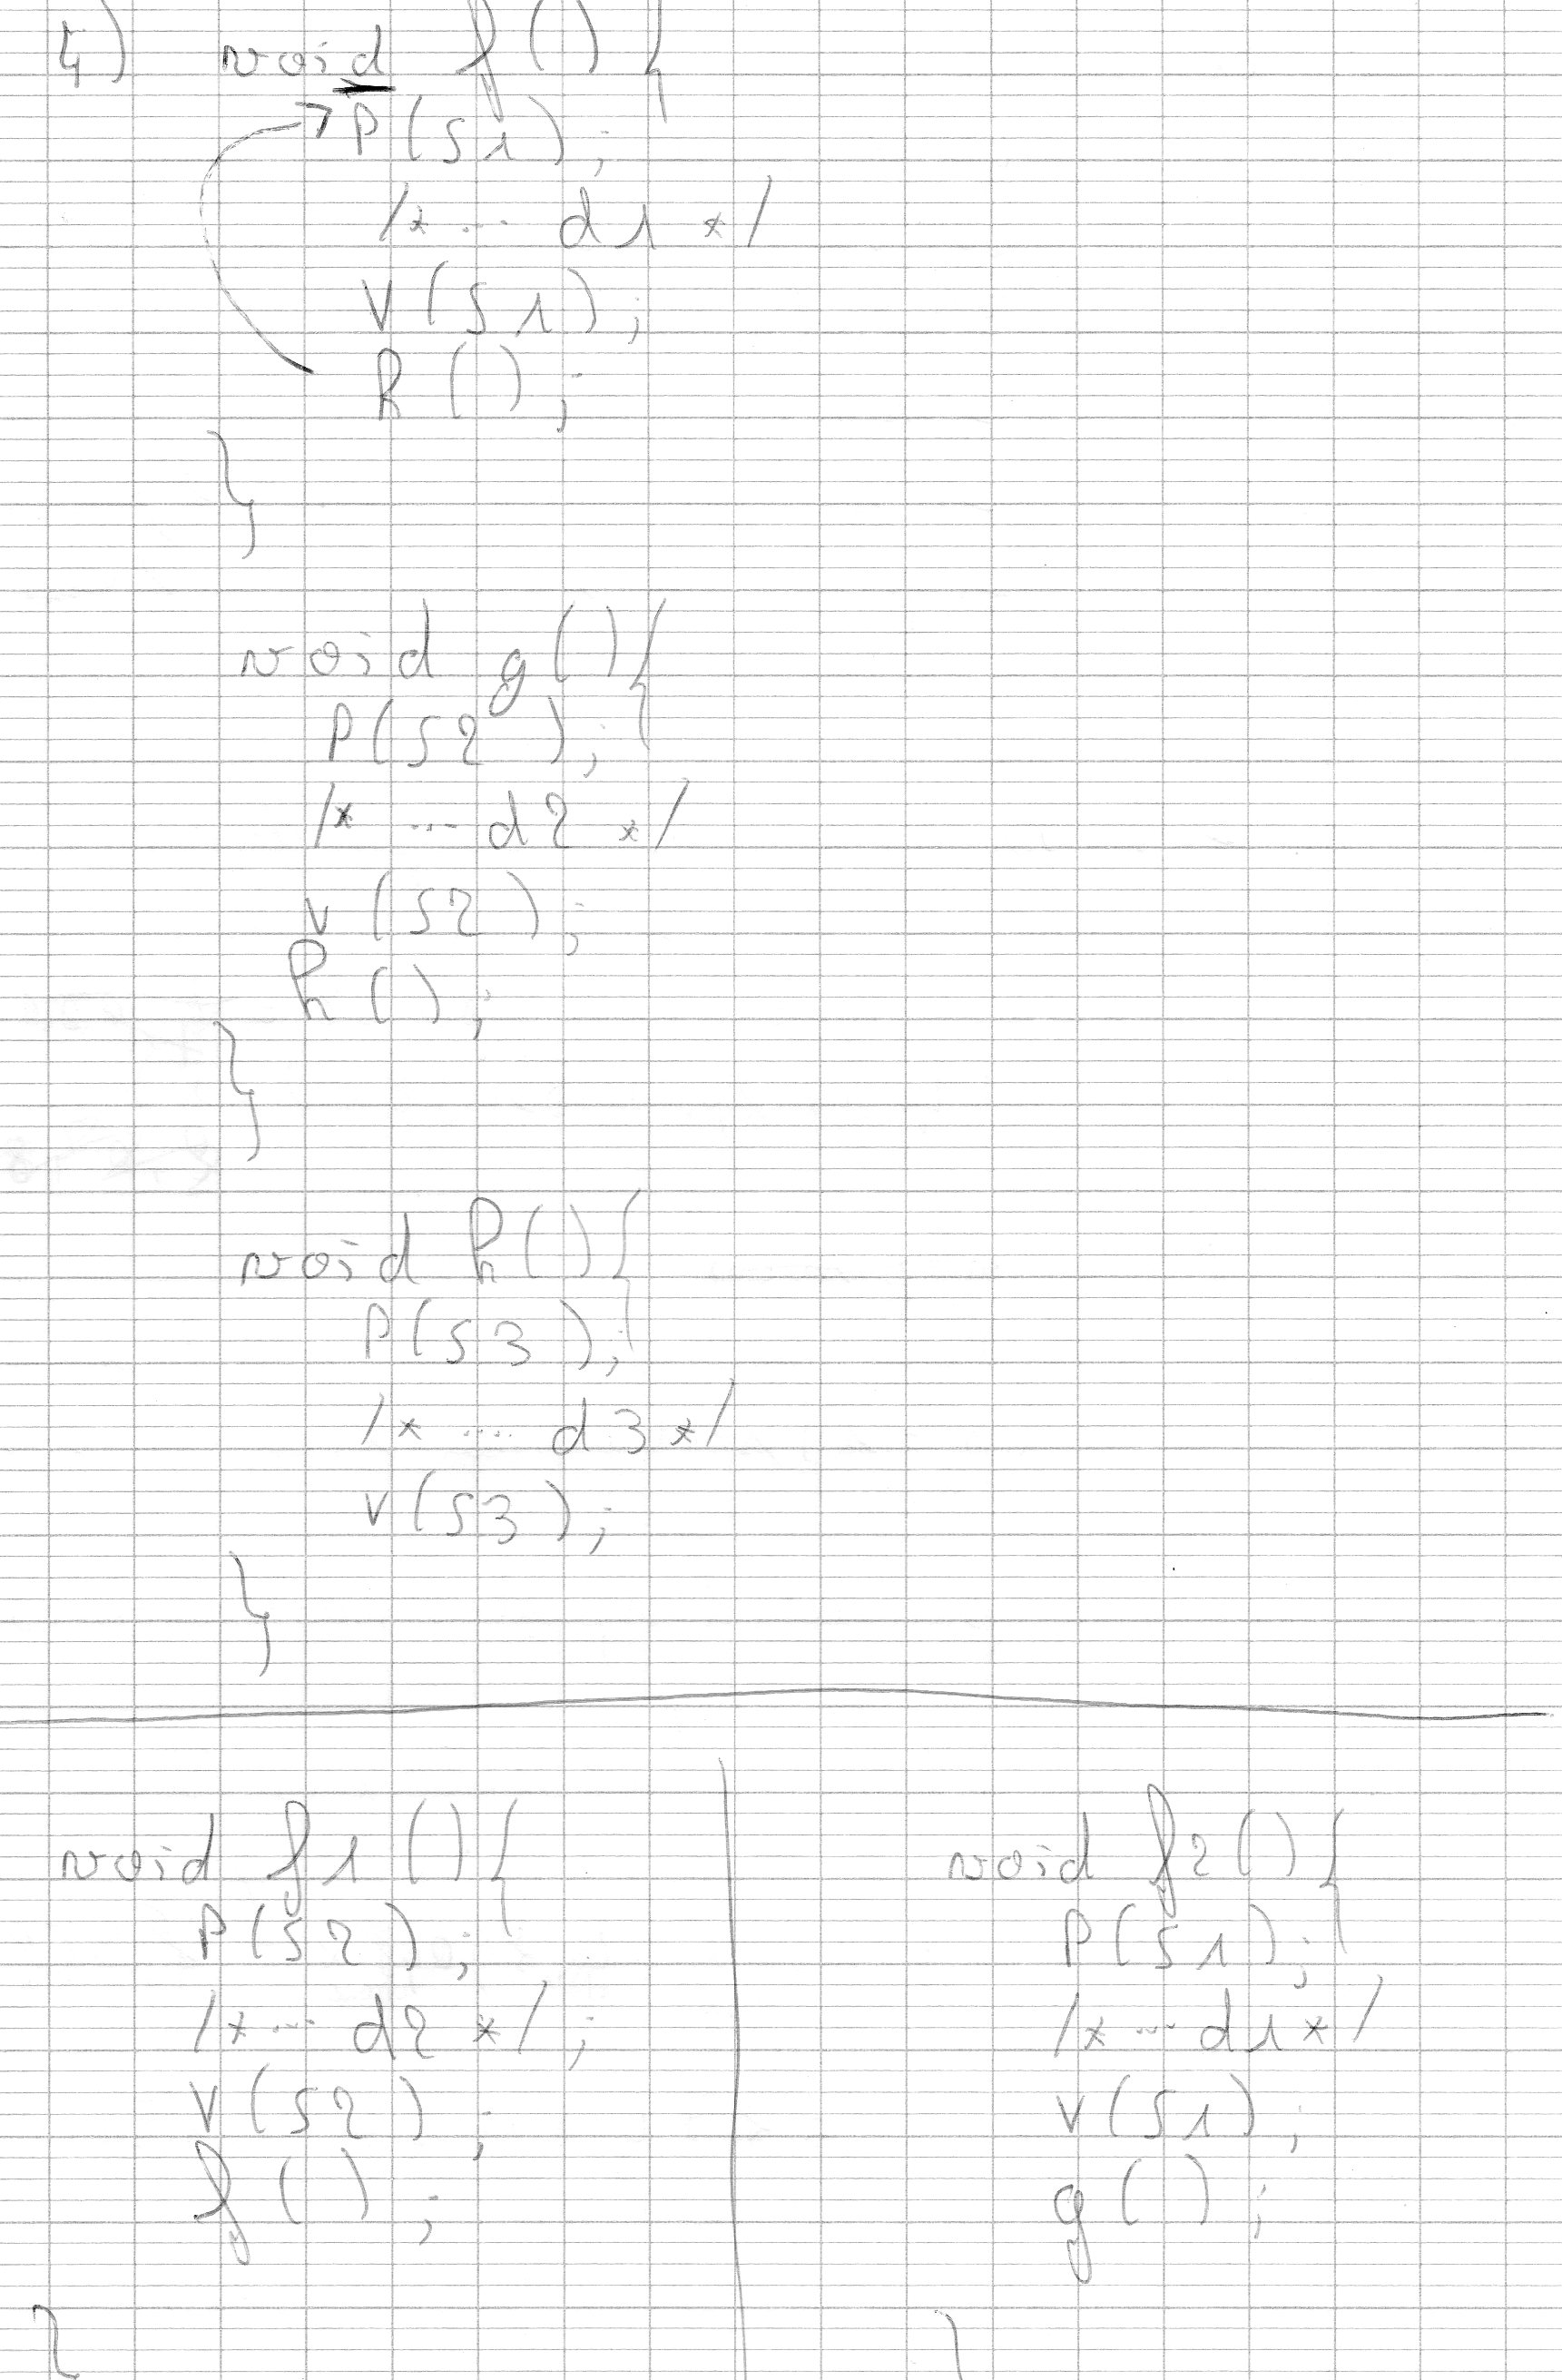 4) void f() {
P(S1);
/* ... d1 */
V(S1);
h();
}
void g(){
P(S2);
/* ... d2 */
V(S2);
h();
}
void h(){
P(S3);
/* .... d3 */
V(S3);
}
void f1(){
P(S2);
/* ... d2 */;
V(S2);
f();
}
void f2(){
P(S1);
/* ... d1 */
V(S1);
g();
}